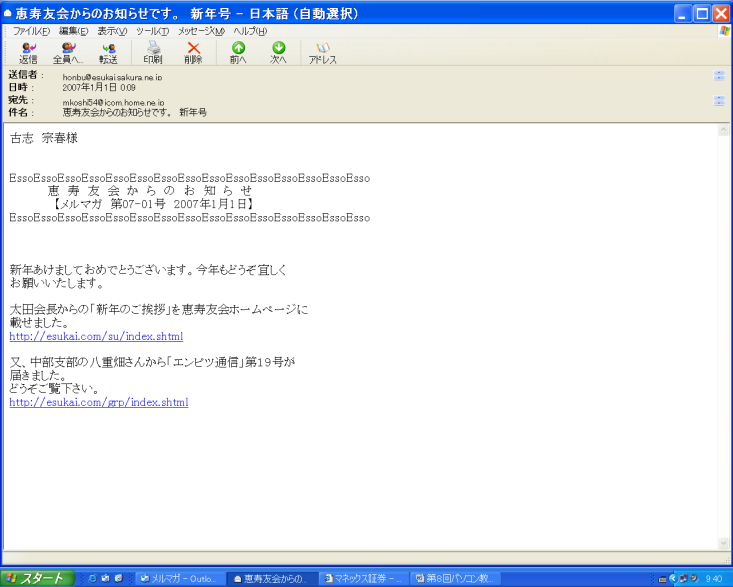 恵寿友会からのお知らせです。 新年号 - 日本語 (自動選択)
ファイル(F) 編集(E) 表示(V) ツール(T) メッセージ(M) ヘルプ(H)
返信 全員へ... 転送 印刷 削除 前へ 次へ アドレス
送信者: honbu@esukai.sakura.ne.jp
日時: 2007年1月1日 0:09
宛先: mkoshi54@jcom.home.ne.jp
件名: 恵寿友会からのお知らせです。 新年号
古志 宗春様
EssoEssoEssoEssoEssoEssoEssoEssoEssoEssoEssoEssoEssoEssoEsso
恵 寿 友 会 か ら の お 知 ら せ
【メルマガ 第07-01号 2007年1月1日】
EssoEssoEssoEssoEssoEssoEssoEssoEssoEssoEssoEssoEssoEssoEsso
新年あけましておめでとうございます。今年もどうぞ宜しく
お願いいたします。
太田会長からの「新年のご挨拶」を恵寿友会ホームページに
載せました。
http://esukai.com/su/index.shtml
又、中部支部の八重畑さんから「エンピツ通信」第19号が
届きました。
どうぞご覧下さい。
http://esukai.com/grp/index.shtml
スタート メルマガ - Outlo... 恵寿友会からの... マネックス証券 - ... 第8回パソコン教... 9:40